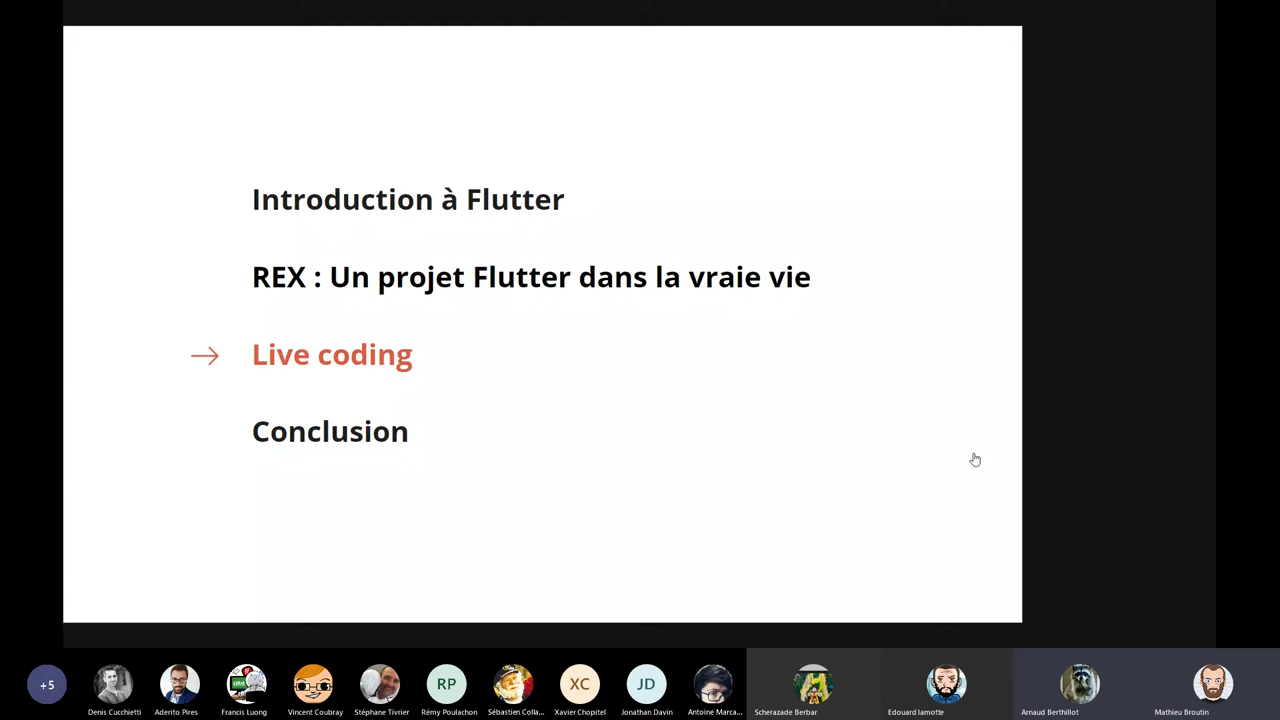 Introduction à Flutter
REX : Un projet Flutter dans la vraie vie
→ Live coding
Conclusion
+5
RP
XC
JD
Denis Cucchietti
Aderito Pires
Francis Luong
Vincent Coubray
Stéphane Tivrier
Rémy Poulachon
Sébastien Colla...
Xavier Chopitel
Jonathan Davin
Antoine Marca...
Scherazade Berbar
Edouard lamotte
Arnaud Berthillot
Mathieu Broutin